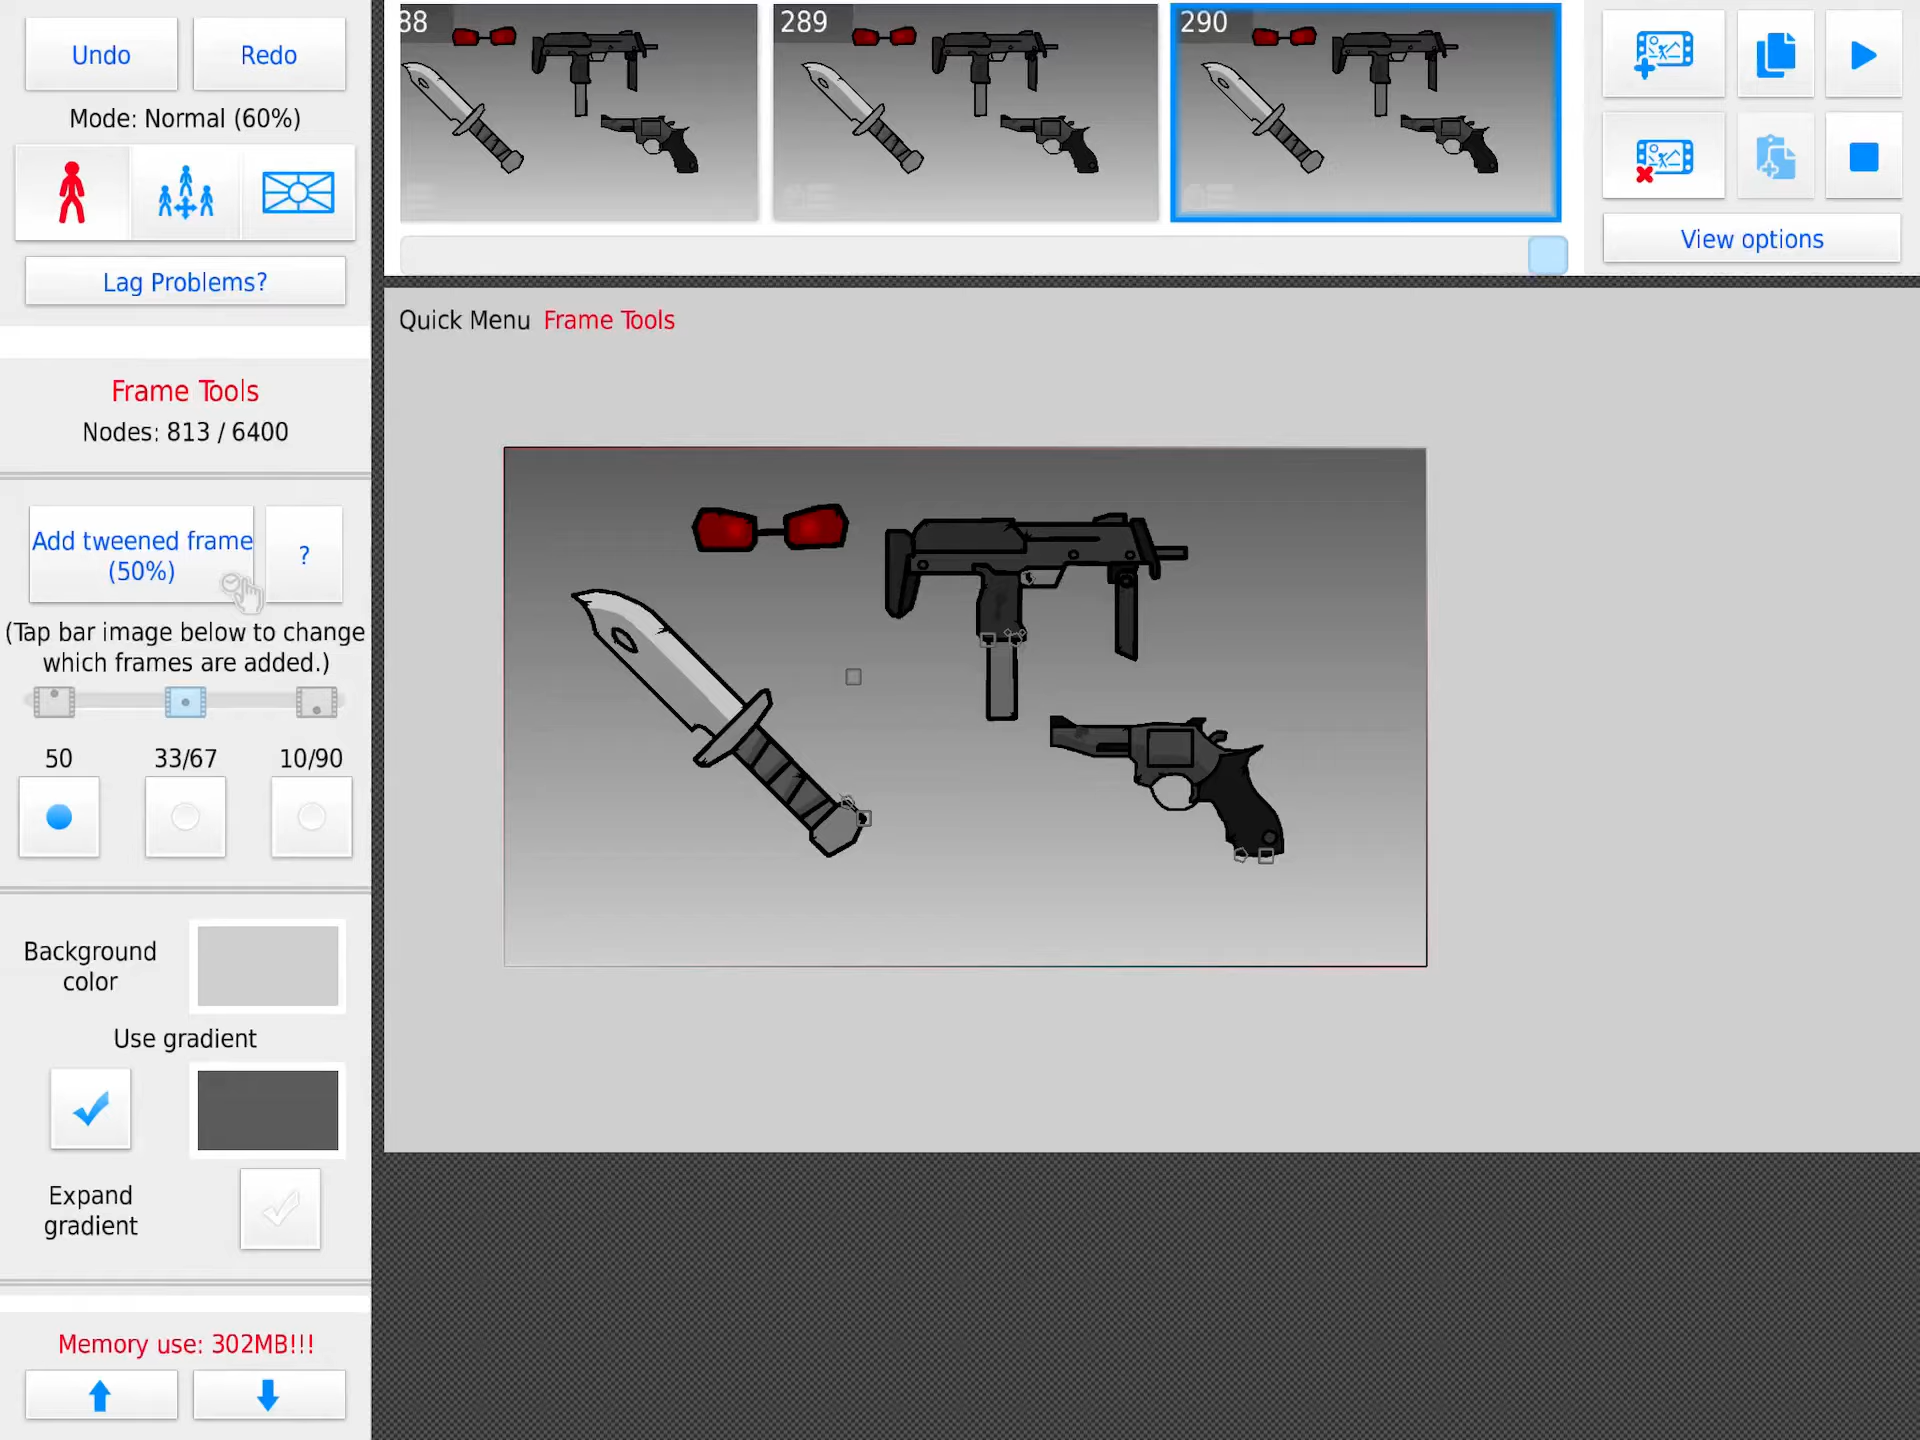 Undo
Redo
Mode: Normal (60%)
Lag Problems?
Frame Tools
Nodes: 813 / 6400
Add tweened frame
(50%)
?
(Tap bar image below to change
which frames are added.)
50
33/67
10/90
Background
color
Use gradient
Expand
gradient
Memory use: 302MB!!!
88
289
290
View options
Quick Menu Frame Tools